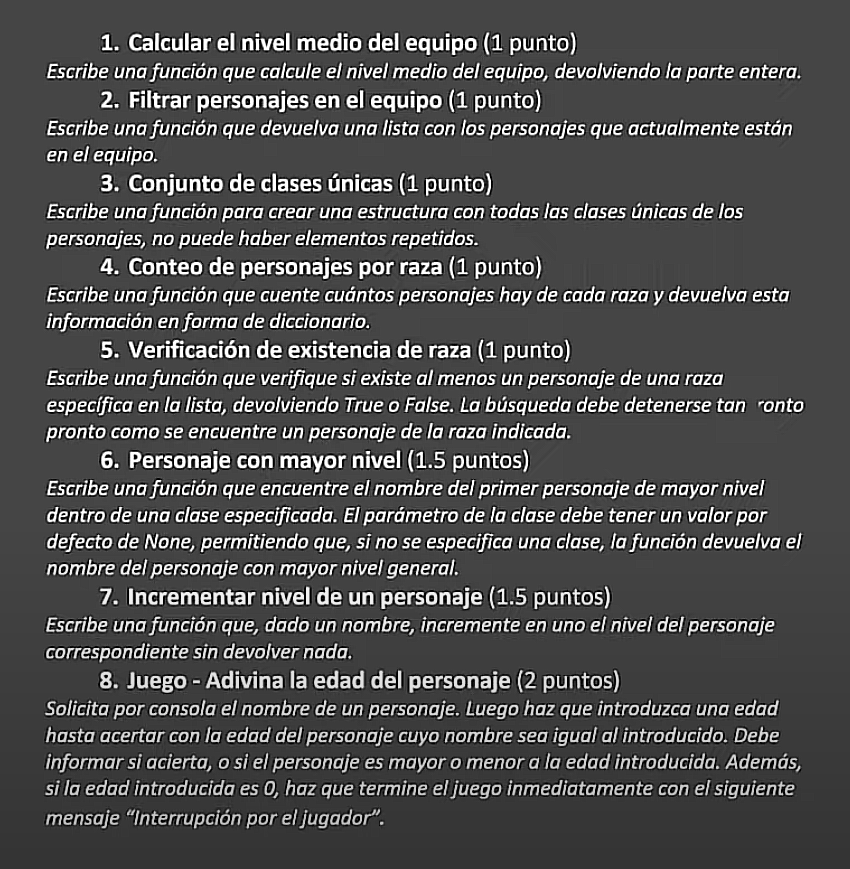 1. Calcular el nivel medio del equipo (1 punto)
Escribe una función que calcule el nivel medio del equipo, devolviendo la parte entera.
2. Filtrar personajes en el equipo (1 punto)
Escribe una función que devuelva una lista con los personajes que actualmente están
en el equipo.
3. Conjunto de clases únicas (1 punto)
Escribe una función para crear una estructura con todas las clases únicas de los
personajes, no puede haber elementos repetidos.
4. Conteo de personajes por raza (1 punto)
Escribe una función que cuente cuántos personajes hay de cada raza y devuelva esta
información en forma de diccionario.
5. Verificación de existencia de raza (1 punto)
Escribe una función que verifique si existe al menos un personaje de una raza
específica en la lista, devolviendo True o False. La búsqueda debe detenerse tan ronto
pronto como se encuentre un personaje de la raza indicada.
6. Personaje con mayor nivel (1.5 puntos)
Escribe una función que encuentre el nombre del primer personaje de mayor nivel
dentro de una clase especificada. El parámetro de la clase debe tener un valor por
defecto de None, permitiendo que, si no se especifica una clase, la función devuelva el
nombre del personaje con mayor nivel general.
7. Incrementar nivel de un personaje (1.5 puntos)
Escribe una función que, dado un nombre, incremente en uno el nivel del personaje
correspondiente sin devolver nada.
8. Juego - Adivina la edad del personaje (2 puntos)
Solicita por consola el nombre de un personaje. Luego haz que introduzca una edad
hasta acertar con la edad del personaje cuyo nombre sea igual al introducido. Debe
informar si acierta, o si el personaje es mayor o menor a la edad introducida. Además,
si la edad introducida es 0, haz que termine el juego inmediatamente con el siguiente
mensaje “Interrupción por el jugador”.